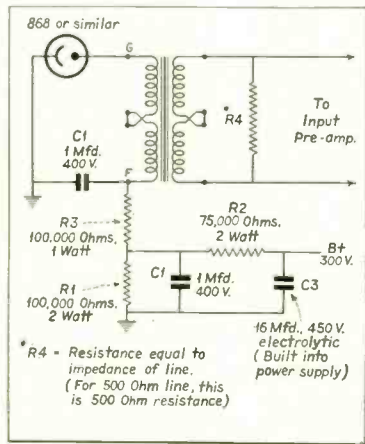 868 or similar
G
R4
To
Input
Pre-amp.
C1
1 Mfd.
400 V.
F
R3
100,000 Ohms,
1 Watt
R2
75,000 Ohms,
2 Watt
B+
300 V.
R1
100,000 Ohms,
2 Watt
C1
1 Mfd.
400 V.
C3
16 Mfd., 450 V.
electrolytic
(Built into
power supply)
*R4 = Resistance equal to
impedance of line.
(For 500 Ohm line, this
is 500 Ohm resistance)